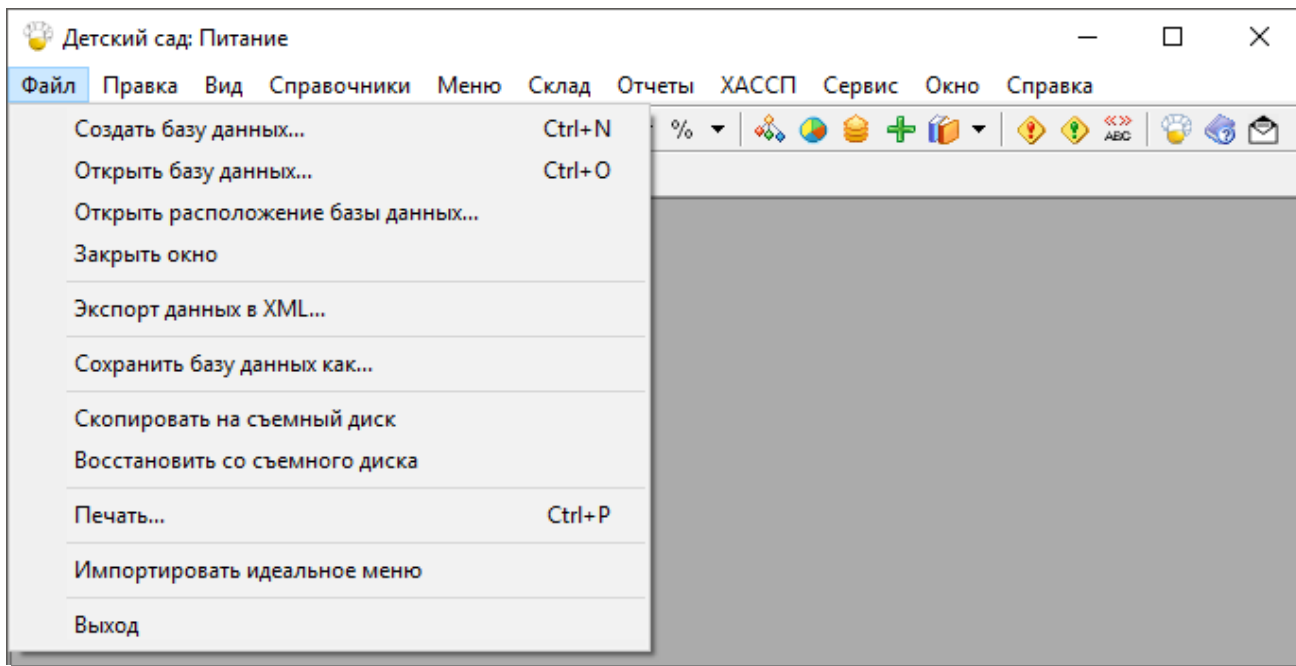 Детский сад: Питание
Файл Правка Вид Справочники Меню Склад Отчеты ХАССП Сервис Окно Справка
Создать базу данных... Ctrl+N
%
ABC
Открыть базу данных... Ctrl+O
Открыть расположение базы данных...
Закрыть окно
Экспорт данных в XML...
Сохранить базу данных как...
Скопировать на съемный диск
Восстановить со съемного диска
Печать... Ctrl+P
Импортировать идеальное меню
Выход